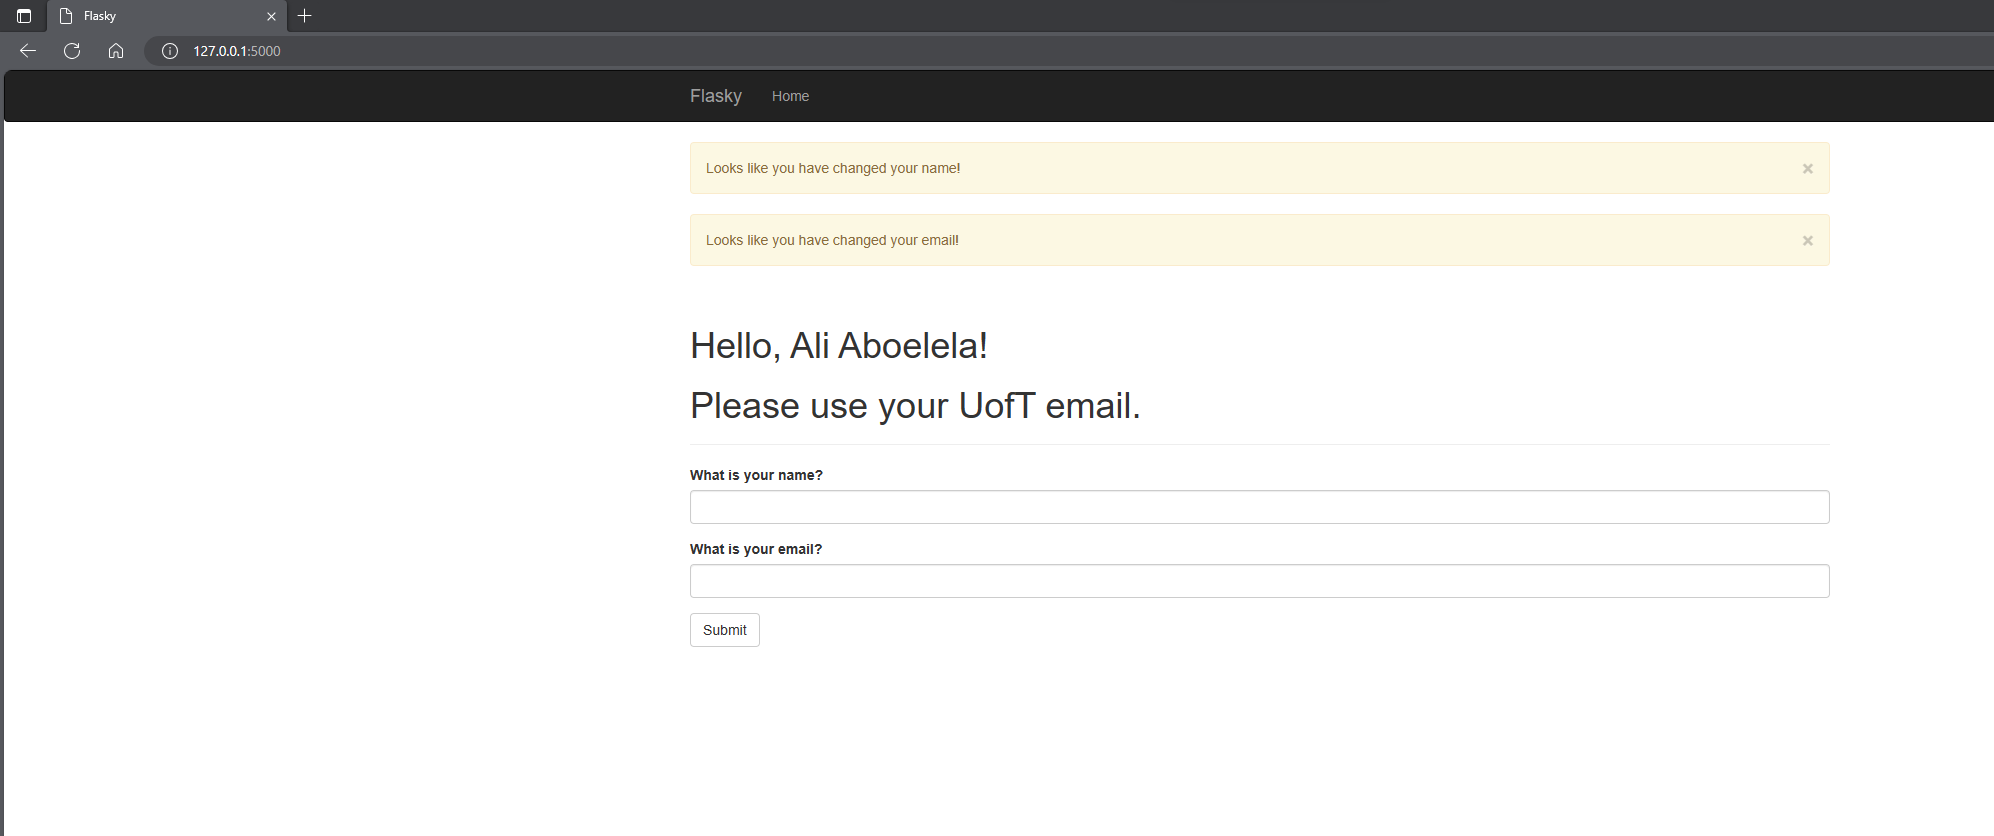 Flasky
127.0.0.1:5000
Flasky Home
Looks like you have changed your name! ×
Looks like you have changed your email! ×
Hello, Ali Aboelela!
Please use your UofT email.
What is your name?
What is your email?
Submit